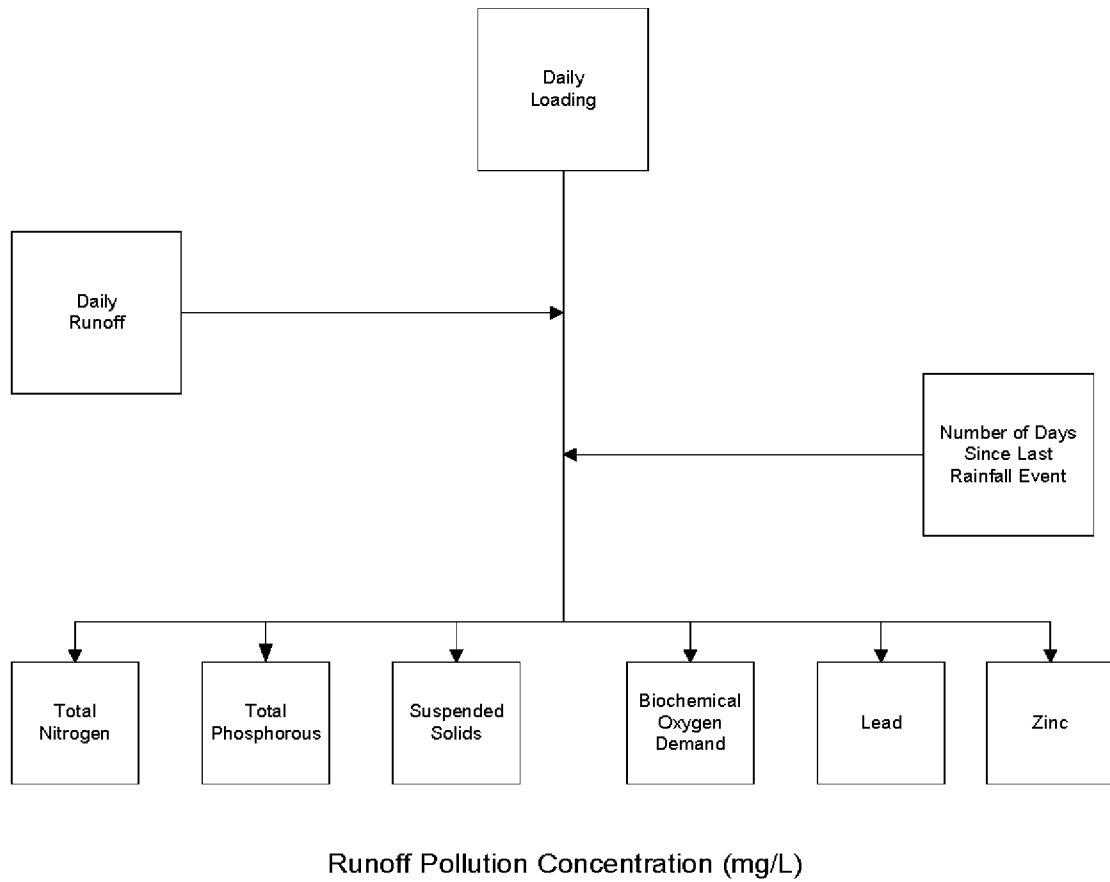 Daily
Loading
Daily
Runoff
Number of Days
Since Last
Rainfall Event
Total
Nitrogen
Total
Phosphorous
Suspended
Solids
Biochemical
Oxygen
Demand
Lead
Zinc
Runoff Pollution Concentration (mg/L)